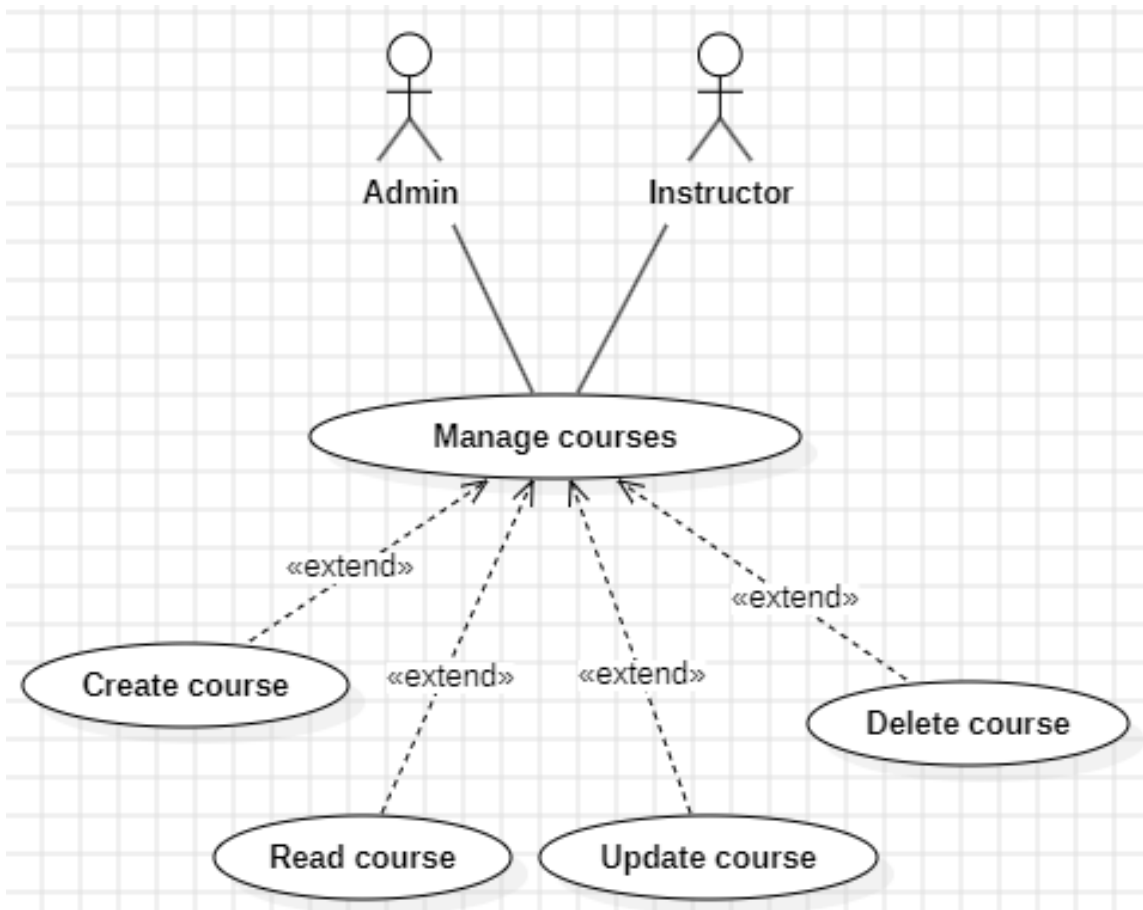 Admin
Instructor
Manage courses
«extend»
«extend»
«extend»
«extend»
Create course
Delete course
Read course
Update course